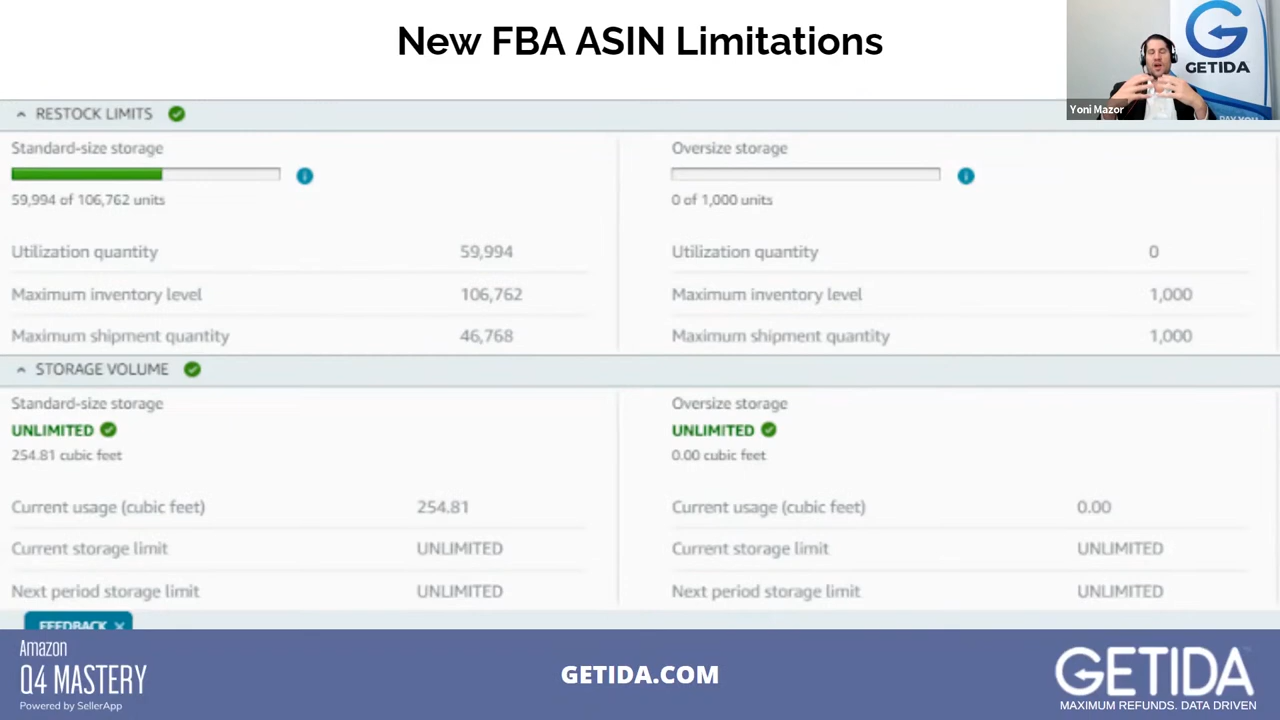 New FBA ASIN Limitations
GETIDA
Yoni Mazor
PAY YOU
RESTOCK LIMITS
Standard-size storage
59,994 of 106,762 units
Utilization quantity 59,994
Maximum inventory level 106,762
Maximum shipment quantity 46,768
Oversize storage
0 of 1,000 units
Utilization quantity 0
Maximum inventory level 1,000
Maximum shipment quantity 1,000
STORAGE VOLUME
Standard-size storage
UNLIMITED
254.81 cubic feet
Current usage (cubic feet) 254.81
Current storage limit UNLIMITED
Next period storage limit UNLIMITED
Oversize storage
UNLIMITED
0.00 cubic feet
Current usage (cubic feet) 0.00
Current storage limit UNLIMITED
Next period storage limit UNLIMITED
FEEDBACK ×
Amazon
Q4 MASTERY
Powered by SellerApp
GETIDA.COM
GETIDA
MAXIMUM REFUNDS. DATA DRIVEN